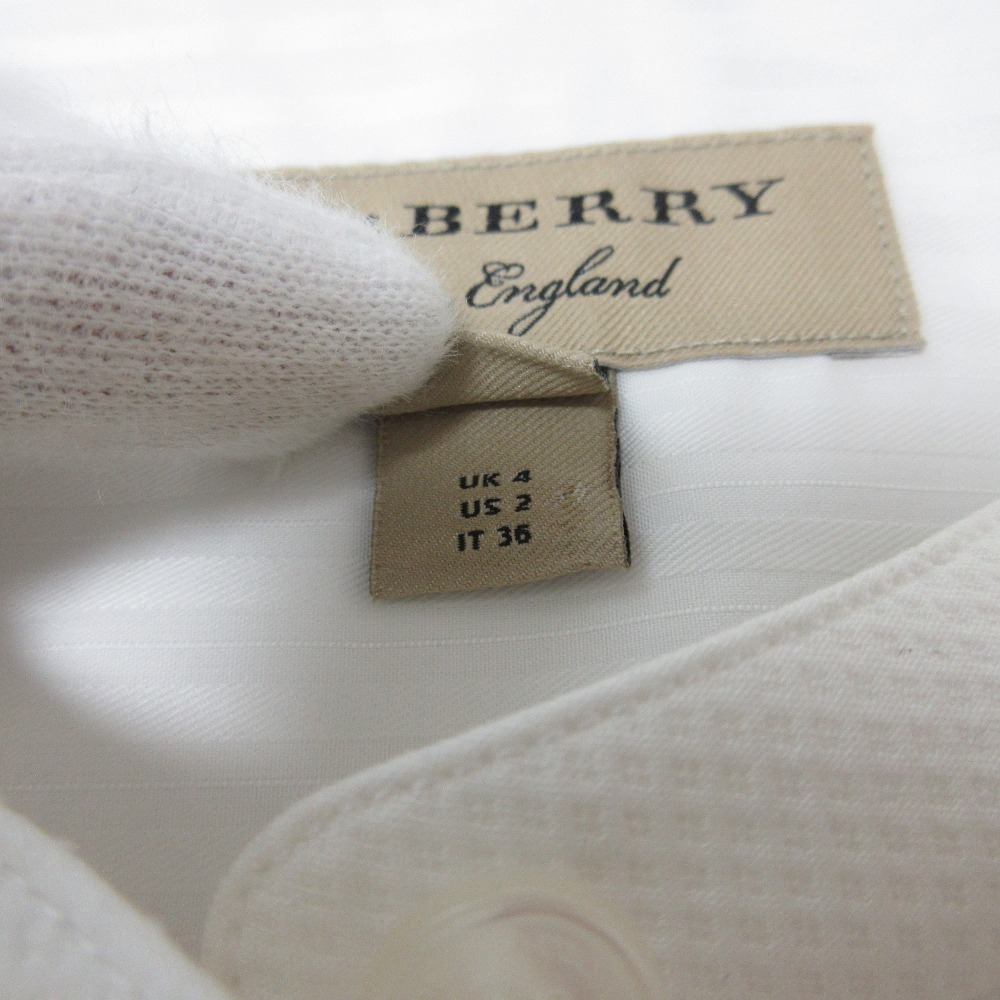 BERRY
England
UK 4
US 2
IT 36